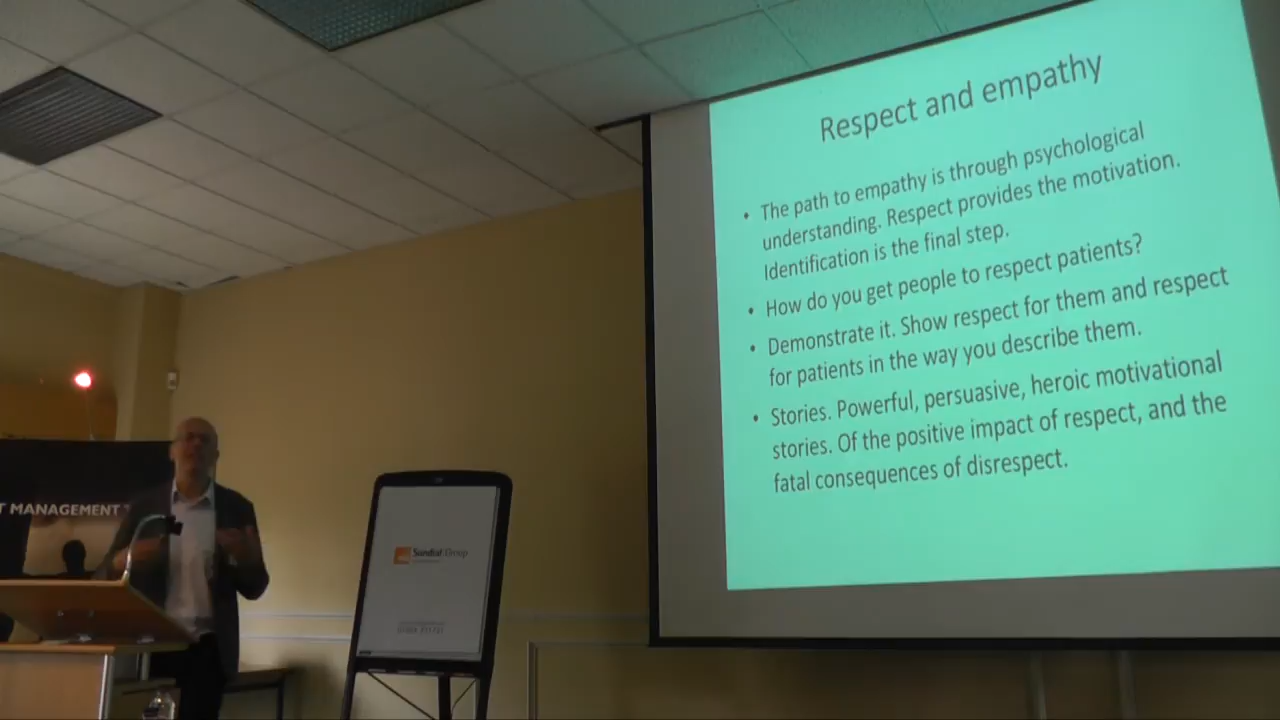 Respect and empathy
• The path to empathy is through psychological
understanding. Respect provides the motivation.
Identification is the final step.
• How do you get people to respect patients?
• Demonstrate it. Show respect for them and respect
for patients in the way you describe them.
• Stories. Powerful, persuasive, heroic motivational
stories. Of the positive impact of respect, and the
fatal consequences of disrespect.
T MANAGEMENT
Sundial Group